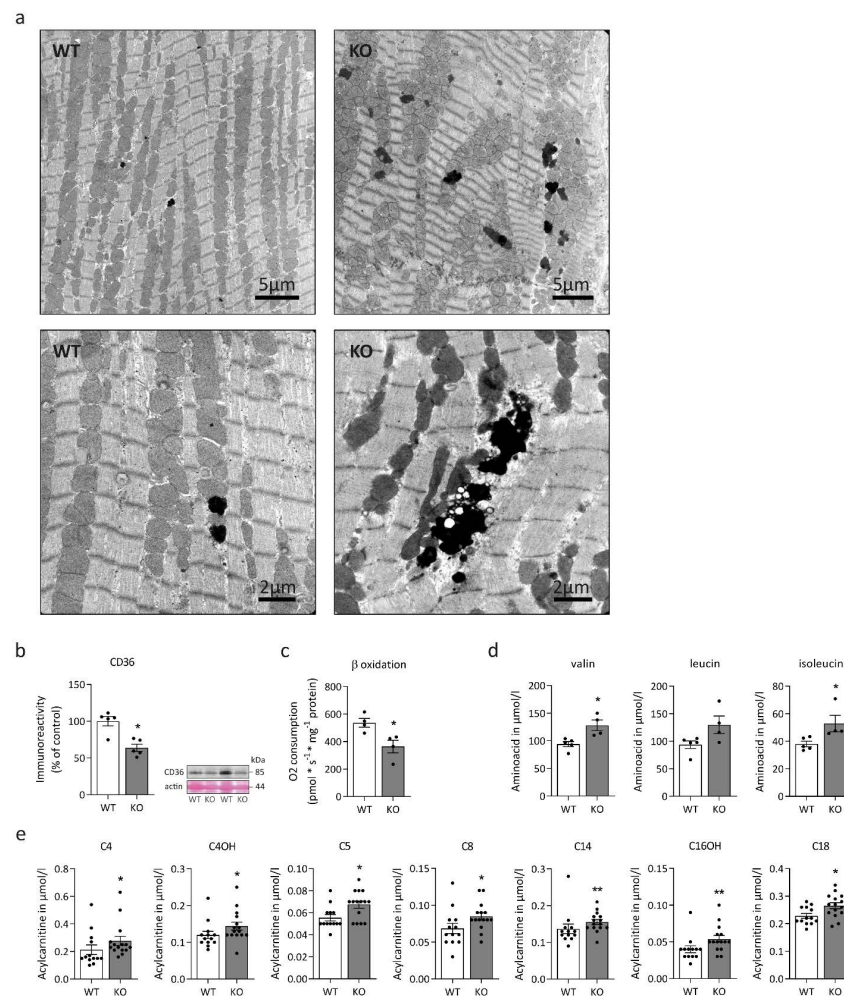 a
WT
KO
5µm
5µm
WT
KO
2µm
2µm
b
c
d
CD36
β oxidation
valin
leucin
isoleucin
Immunoreactivity
(% of control)
150
100
50
0
*
WT
KO
kDa
CD36
85
actin
44
WT KO WT KO
O2 consumption
(pmol * s⁻¹ * mg⁻¹ protein)
800
600
400
200
0
*
WT
KO
Aminoacid in µmol/l
200
150
100
50
0
*
WT
KO
Aminoacid in µmol/l
200
150
100
50
0
WT
KO
Aminoacid in µmol/l
100
80
60
40
20
0
*
WT
KO
e
C4
C4OH
C5
C8
C14
C16OH
C18
Acylcarnitine in µmol/l
0.8
0.6
0.4
0.2
0.0
*
WT
KO
Acylcarnitine in µmol/l
0.3
0.2
0.1
0.0
*
WT
KO
Acylcarnitine in µmol/l
0.10
0.08
0.06
0.04
0.02
0.00
*
WT
KO
Acylcarnitine in µmol/l
0.15
0.10
0.05
0.00
*
WT
KO
Acylcarnitine in µmol/l
0.3
0.2
0.1
0.0
**
WT
KO
Acylcarnitine in µmol/l
0.15
0.10
0.05
0.00
**
WT
KO
Acylcarnitine in µmol/l
0.4
0.3
0.2
0.1
0.0
*
WT
KO